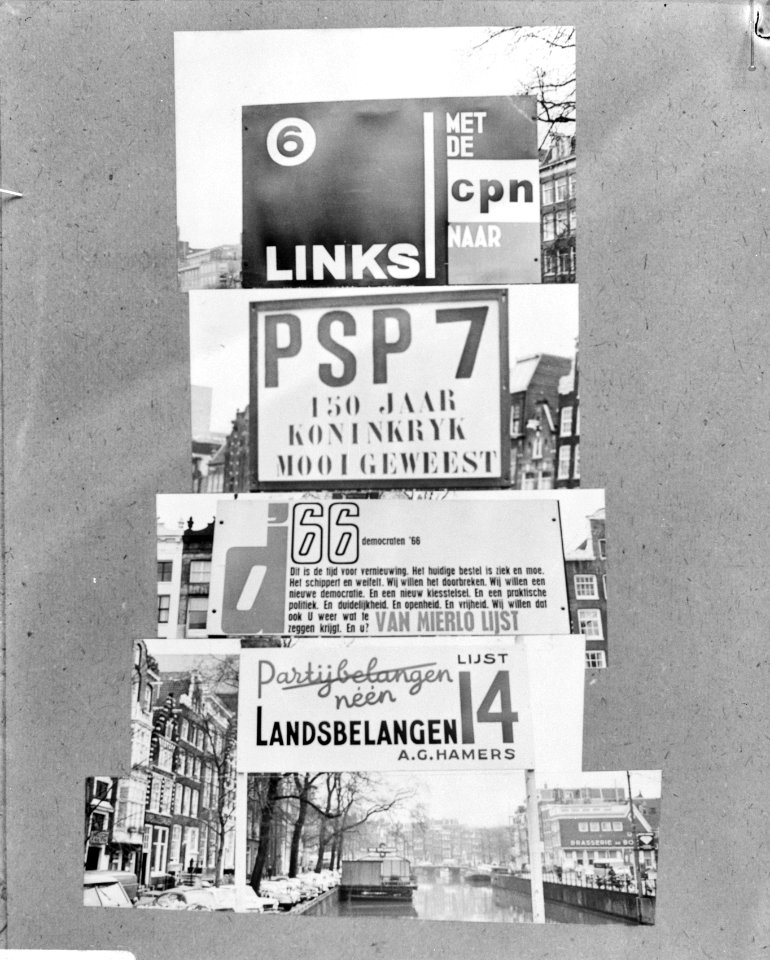 6
MET
DE
cpn
NAAR
LINKS
PSP 7
150 JAAR
KONINKRYK
MOOI GEWEEST
d'66
democraten '66
Dit is de tijd voor vernieuwing. Het huidige bestel is ziek en moe.
Het schippert en weifelt. Wij willen het doorbreken. Wij willen een
nieuwe democratie. En een nieuw kiesstelsel. En een praktische
politiek. En duidelijkheid. En openheid. En vrijheid. Wij willen dat
ook U weer wat te
zeggen krijgt. En u? VAN MIERLO LIJST
Partijbelangen
néén
LANDSBELANGEN
LIJST
14
A.G. HAMERS
BRASSERIE DE BO